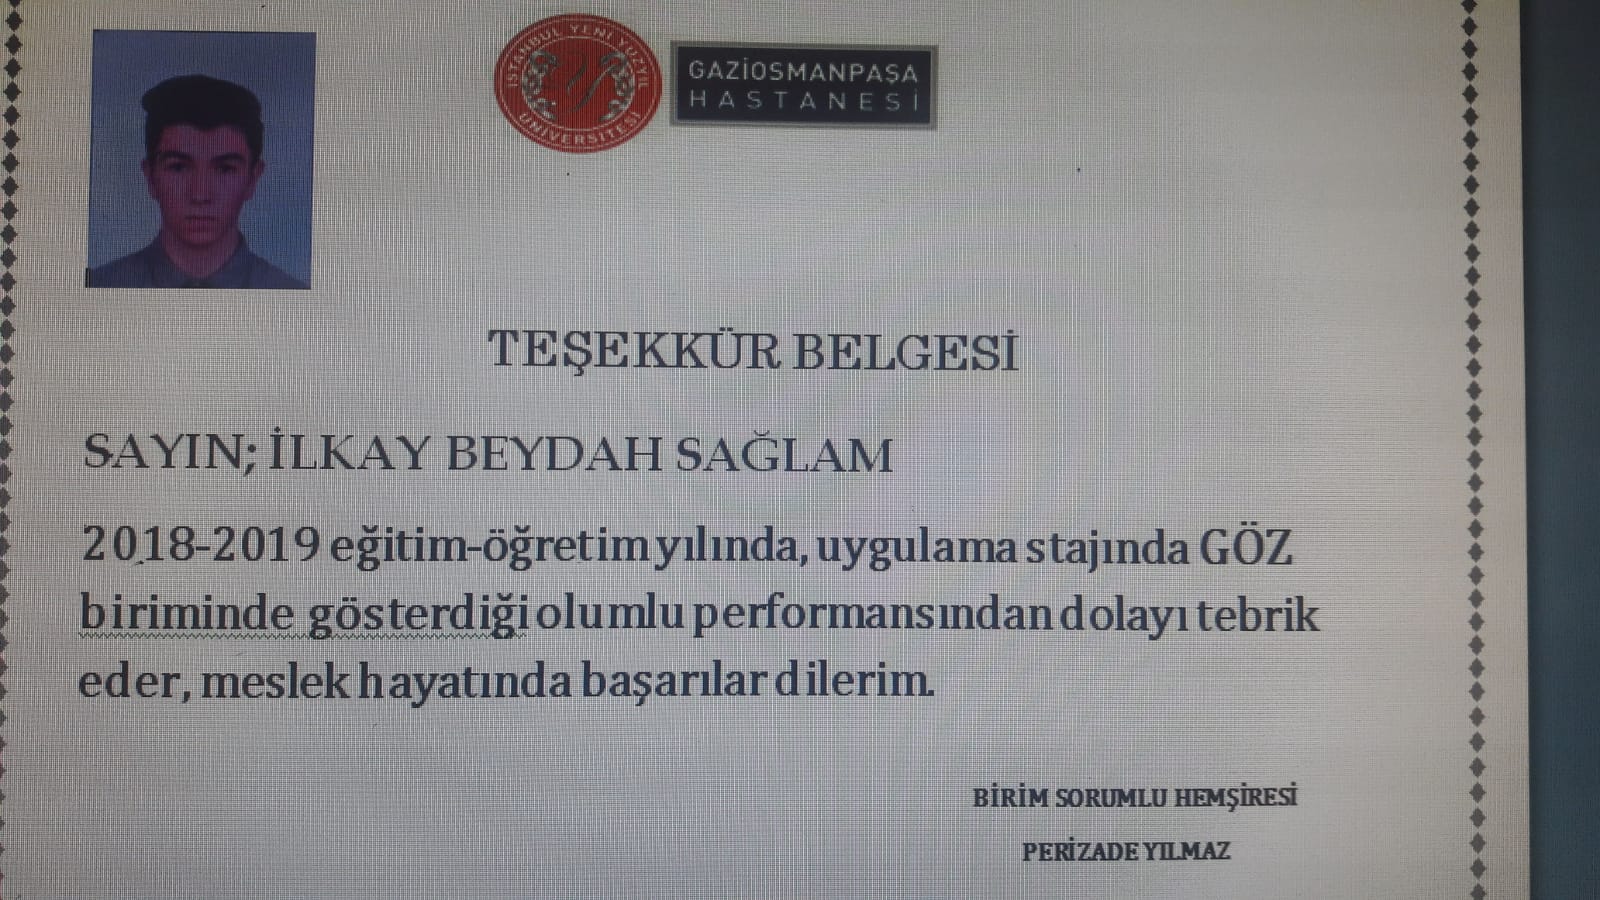 İSTANBUL YENİ YÜZYIL
ÜNİVERSİTESİ
GAZİOSMANPAŞA
HASTANESİ
TEŞEKKÜR BELGESİ
SAYIN; İLKAY BEYDAH SAĞLAM
2018-2019 eğitim-öğretim yılında, uygulama stajında GÖZ
biriminde gösterdiği olumlu performansından dolayı tebrik
eder, meslek hayatında başarılar dilerim.
BİRİM SORUMLU HEMŞİRESİ
PERİZADE YILMAZ